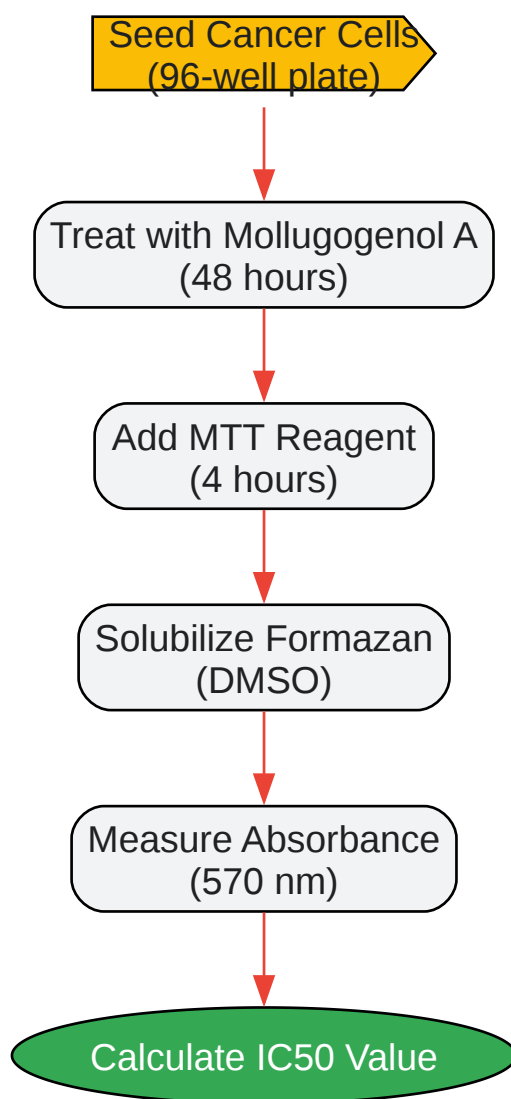 Seed Cancer Cells
(96-well plate)
Treat with Mollugogenol A
(48 hours)
Add MTT Reagent
(4 hours)
Solubilize Formazan
(DMSO)
Measure Absorbance
(570 nm)
Calculate IC50 Value